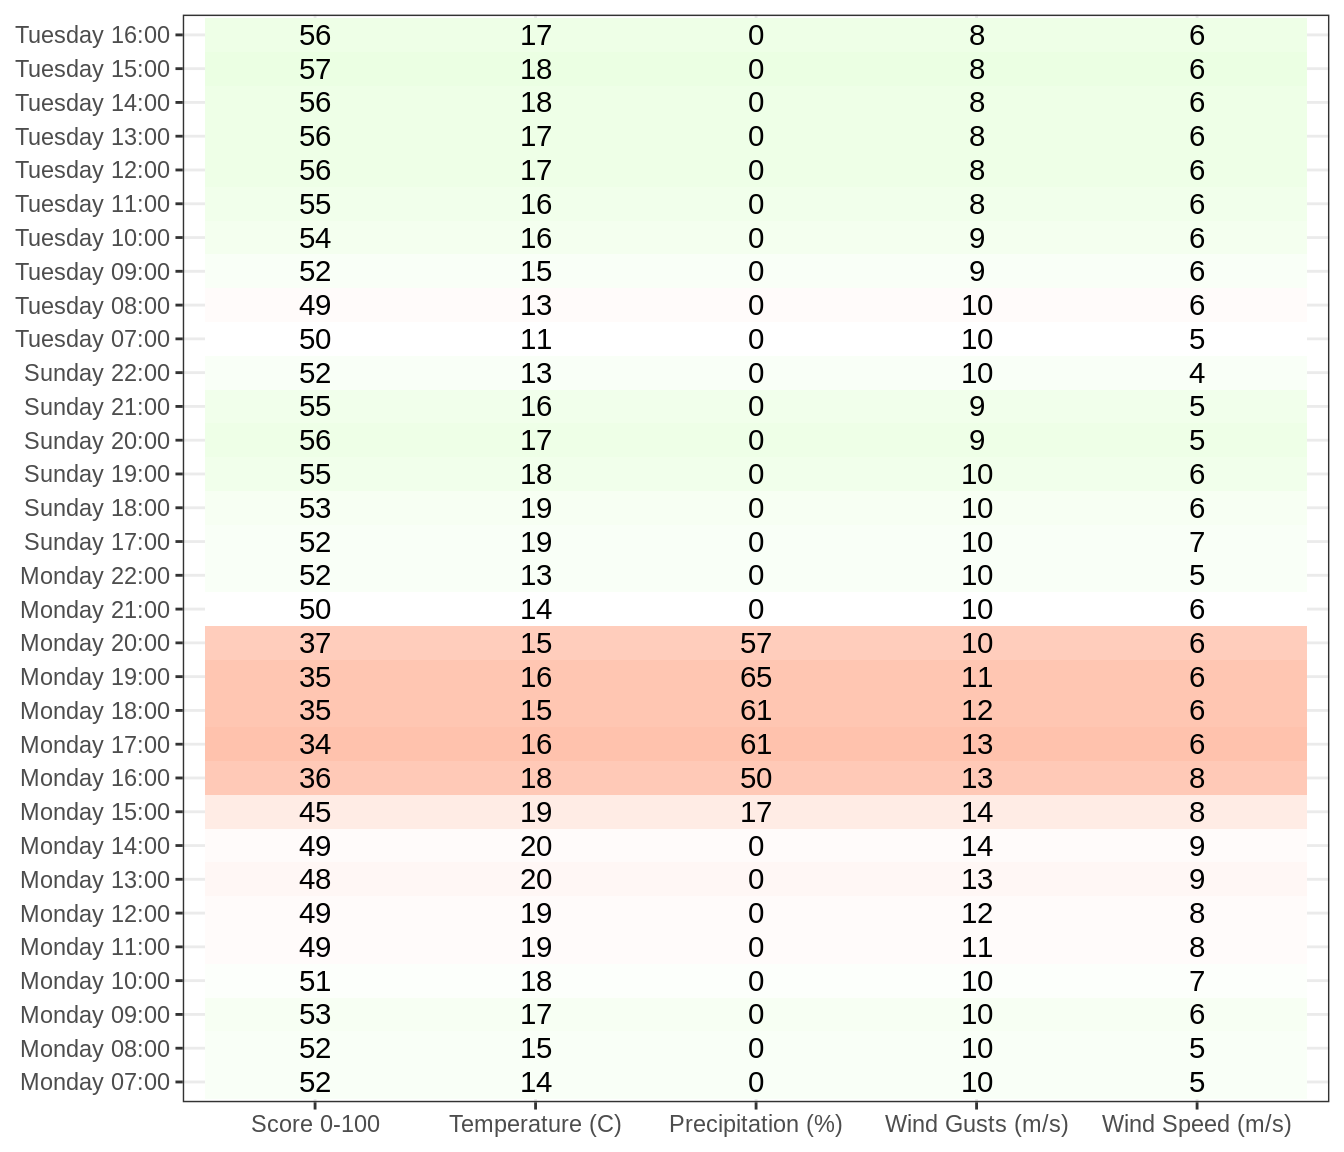 Tuesday 16:00 56 17 0 8 6
Tuesday 15:00 57 18 0 8 6
Tuesday 14:00 56 18 0 8 6
Tuesday 13:00 56 17 0 8 6
Tuesday 12:00 56 17 0 8 6
Tuesday 11:00 55 16 0 8 6
Tuesday 10:00 54 16 0 9 6
Tuesday 09:00 52 15 0 9 6
Tuesday 08:00 49 13 0 10 6
Tuesday 07:00 50 11 0 10 5
Sunday 22:00 52 13 0 10 4
Sunday 21:00 55 16 0 9 5
Sunday 20:00 56 17 0 9 5
Sunday 19:00 55 18 0 10 6
Sunday 18:00 53 19 0 10 6
Sunday 17:00 52 19 0 10 7
Monday 22:00 52 13 0 10 5
Monday 21:00 50 14 0 10 6
Monday 20:00 37 15 57 10 6
Monday 19:00 35 16 65 11 6
Monday 18:00 35 15 61 12 6
Monday 17:00 34 16 61 13 6
Monday 16:00 36 18 50 13 8
Monday 15:00 45 19 17 14 8
Monday 14:00 49 20 0 14 9
Monday 13:00 48 20 0 13 9
Monday 12:00 49 19 0 12 8
Monday 11:00 49 19 0 11 8
Monday 10:00 51 18 0 10 7
Monday 09:00 53 17 0 10 6
Monday 08:00 52 15 0 10 5
Monday 07:00 52 14 0 10 5
Score 0-100 Temperature (C) Precipitation (%) Wind Gusts (m/s) Wind Speed (m/s)